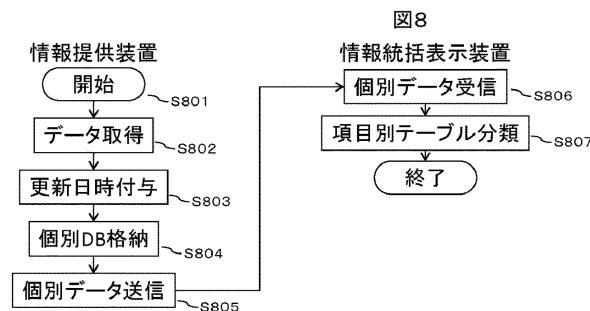 図8
情報提供装置
開始
S801
データ取得
S802
更新日時付与
S803
個別DB格納
S804
個別データ送信
S805
情報統括表示装置
個別データ受信
S806
項目別テーブル分類
S807
終了